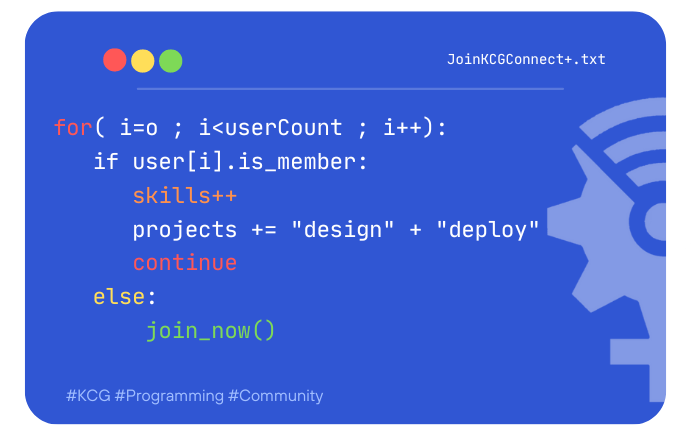 JoinKCGConnect+.txt
for( i=o ; i<userCount ; i++):
if user[i].is_member:
skills++
projects += "design" + "deploy"
continue
else:
join_now()
#KCG #Programming #Community